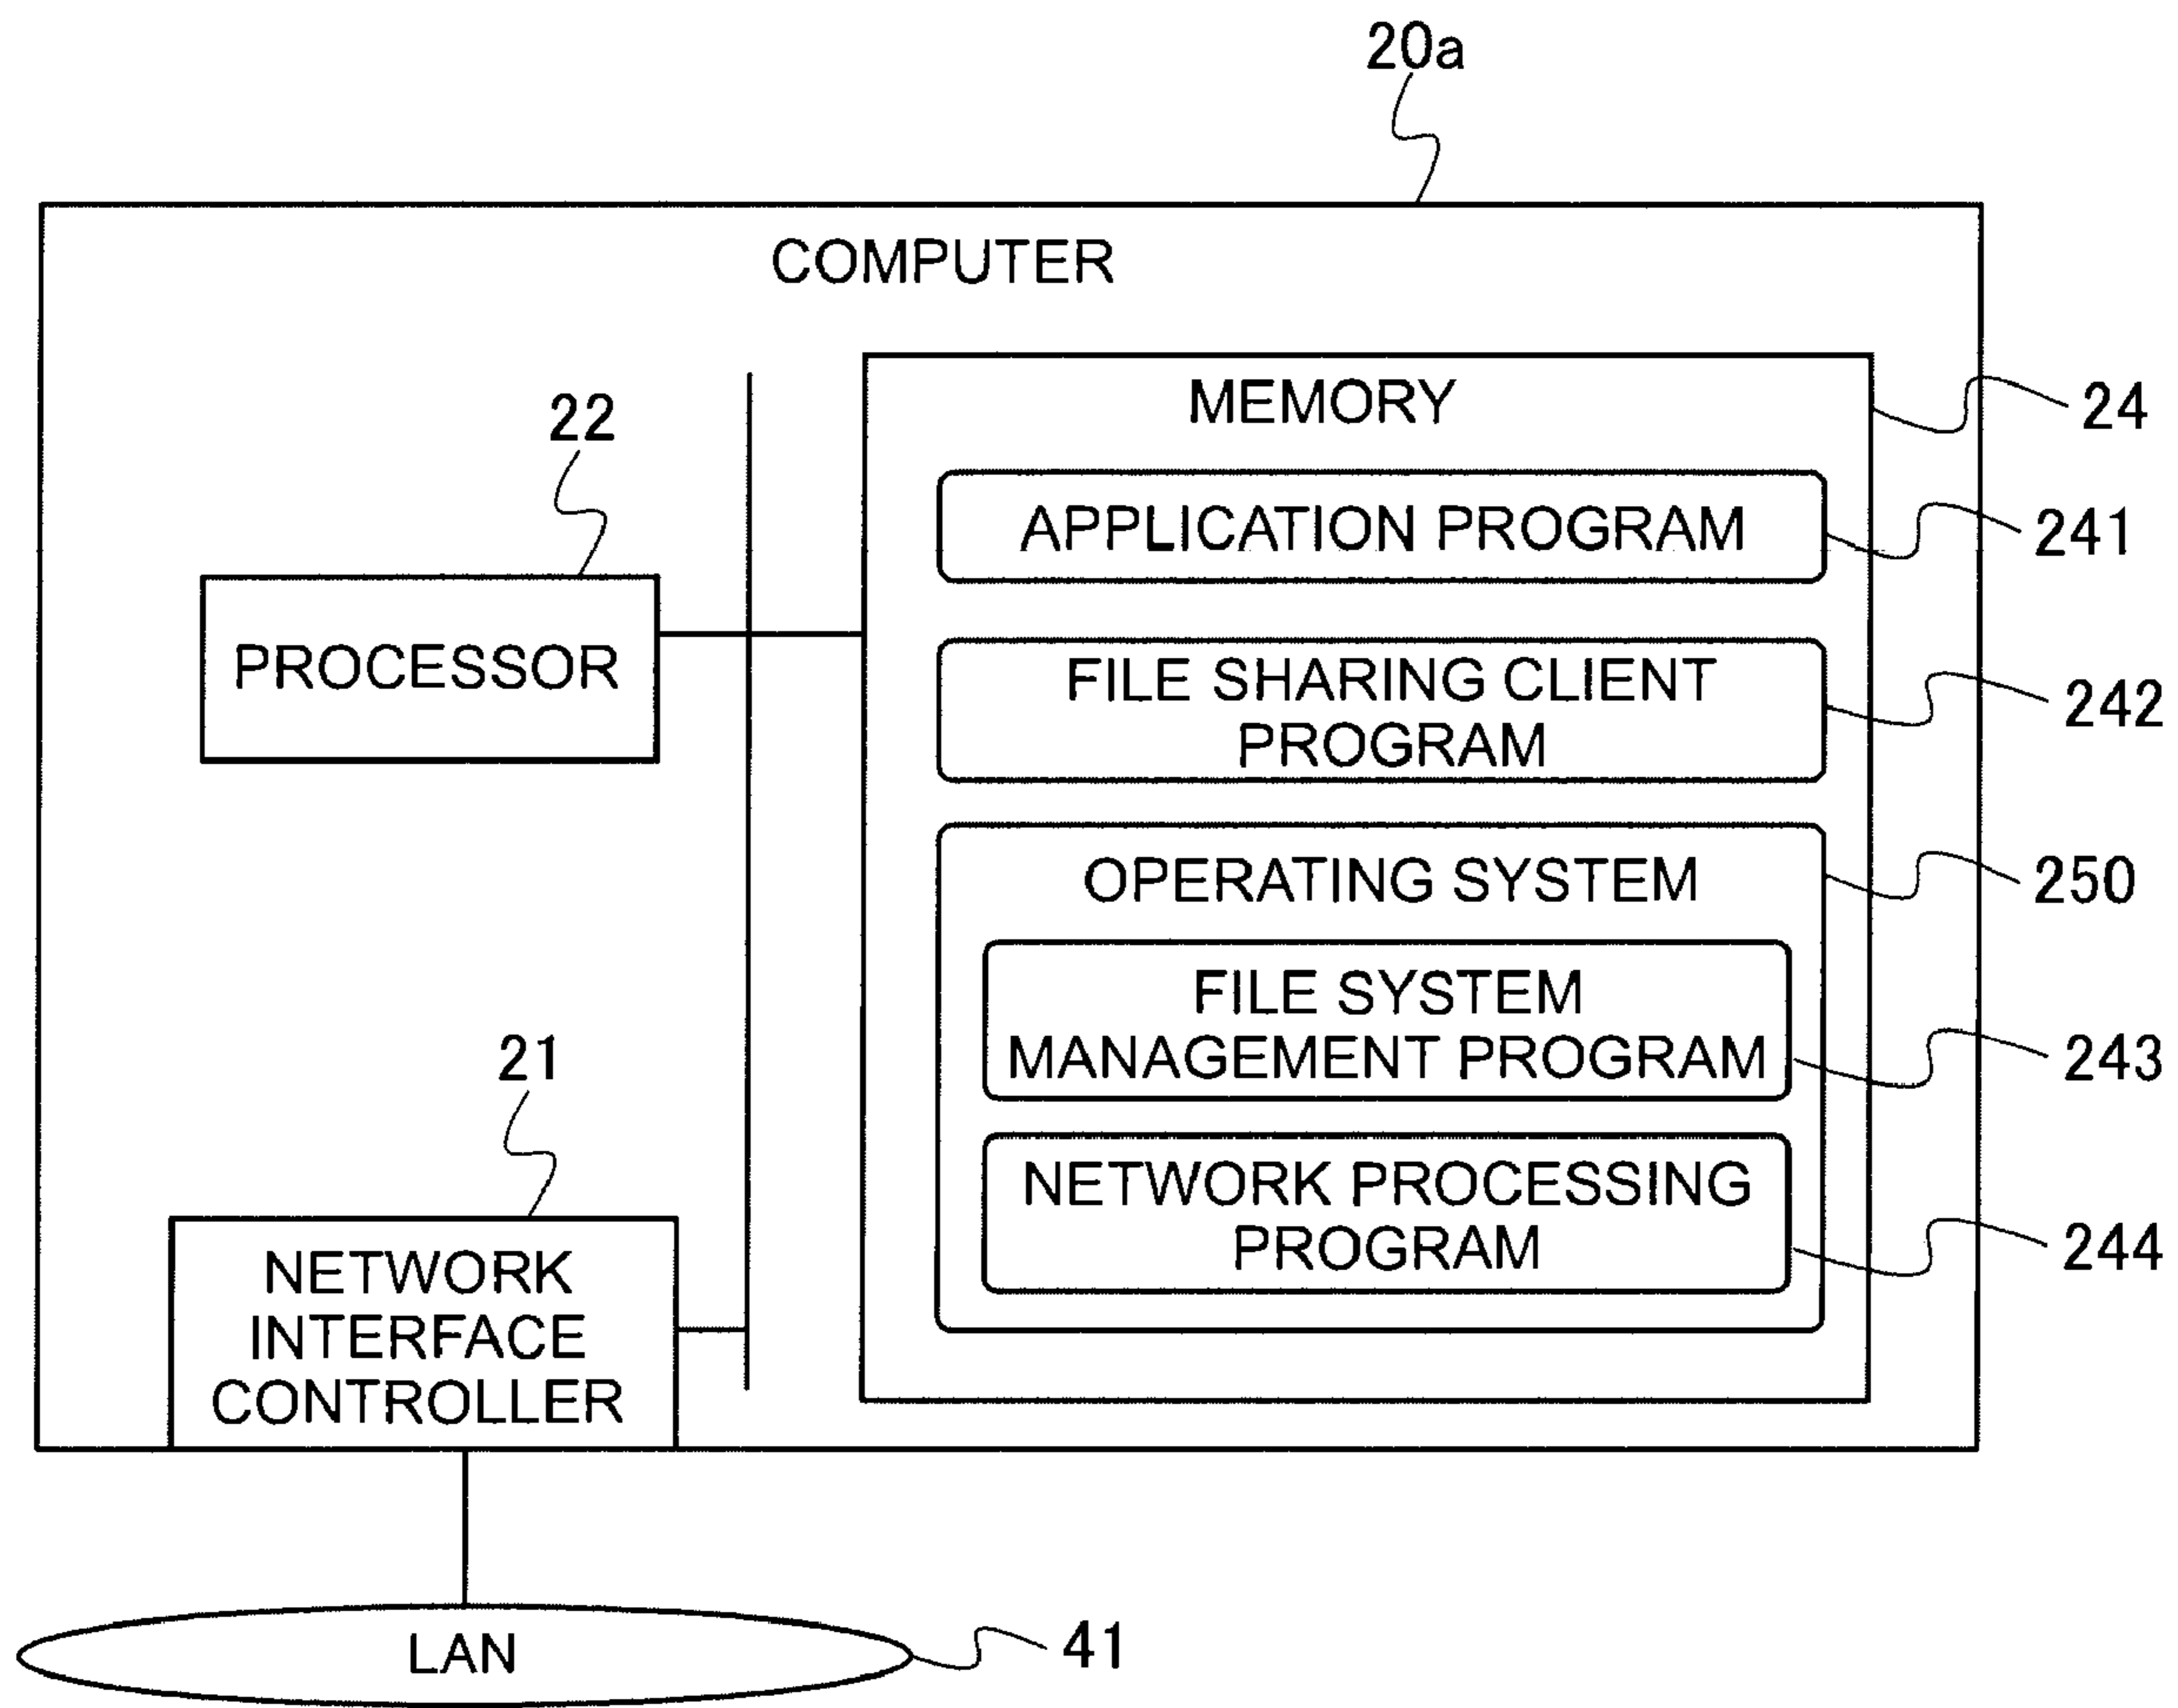 20a
COMPUTER
MEMORY
24
22
APPLICATION PROGRAM
241
PROCESSOR
FILE SHARING CLIENT
PROGRAM
242
OPERATING SYSTEM
250
FILE SYSTEM
MANAGEMENT PROGRAM
243
21
NETWORK PROCESSING
PROGRAM
244
NETWORK
INTERFACE
CONTROLLER
LAN
41